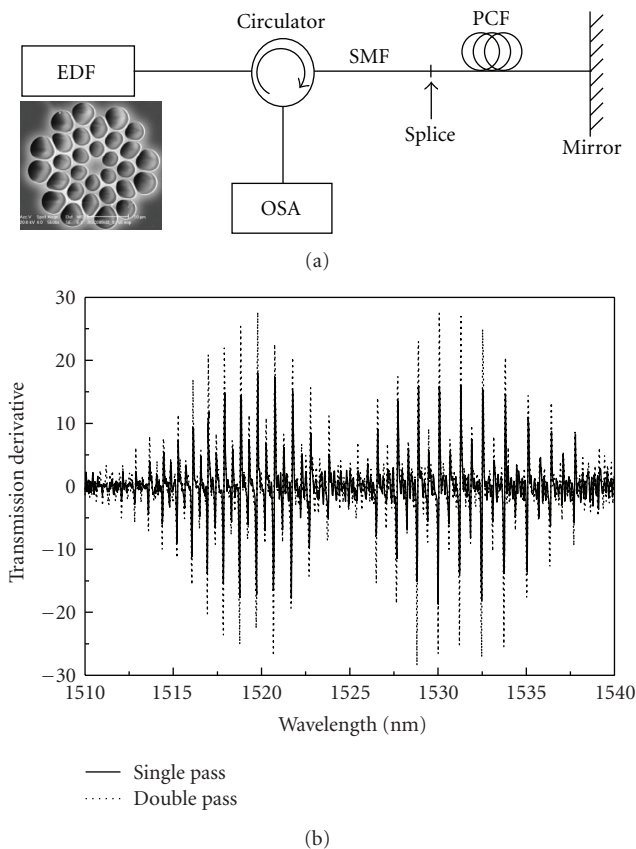 Circulator
PCF
EDF
SMF
Splice
Mirror
OSA
(a)
30
20
10
0
−10
−20
−30
Transmission derivative
1510 1515 1520 1525 1530 1535 1540
Wavelength (nm)
Single pass
Double pass
(b)